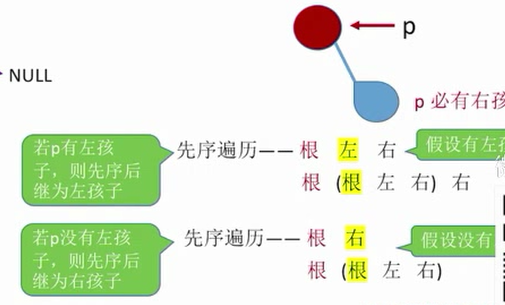 p
NULL
p 必有右孩
若p有左孩
子，则先序后
继为左孩子
先序遍历—— 根 左 右
假设有左
根 (根 左 右) 右
若p没有左孩
子，则先序后
继为右孩子
先序遍历—— 根 右
假设没有
根 (根 左 右)